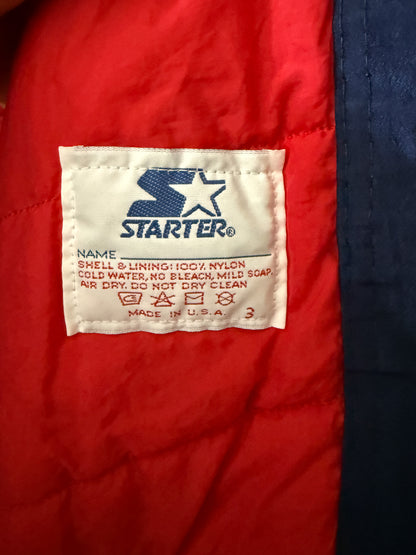 STARTER®
NAME
SHELL & LINING: 100% NYLON
COLD WATER, NO BLEACH, MILD SOAP.
AIR DRY. DO NOT DRY CLEAN
MADE IN U.S.A. 3